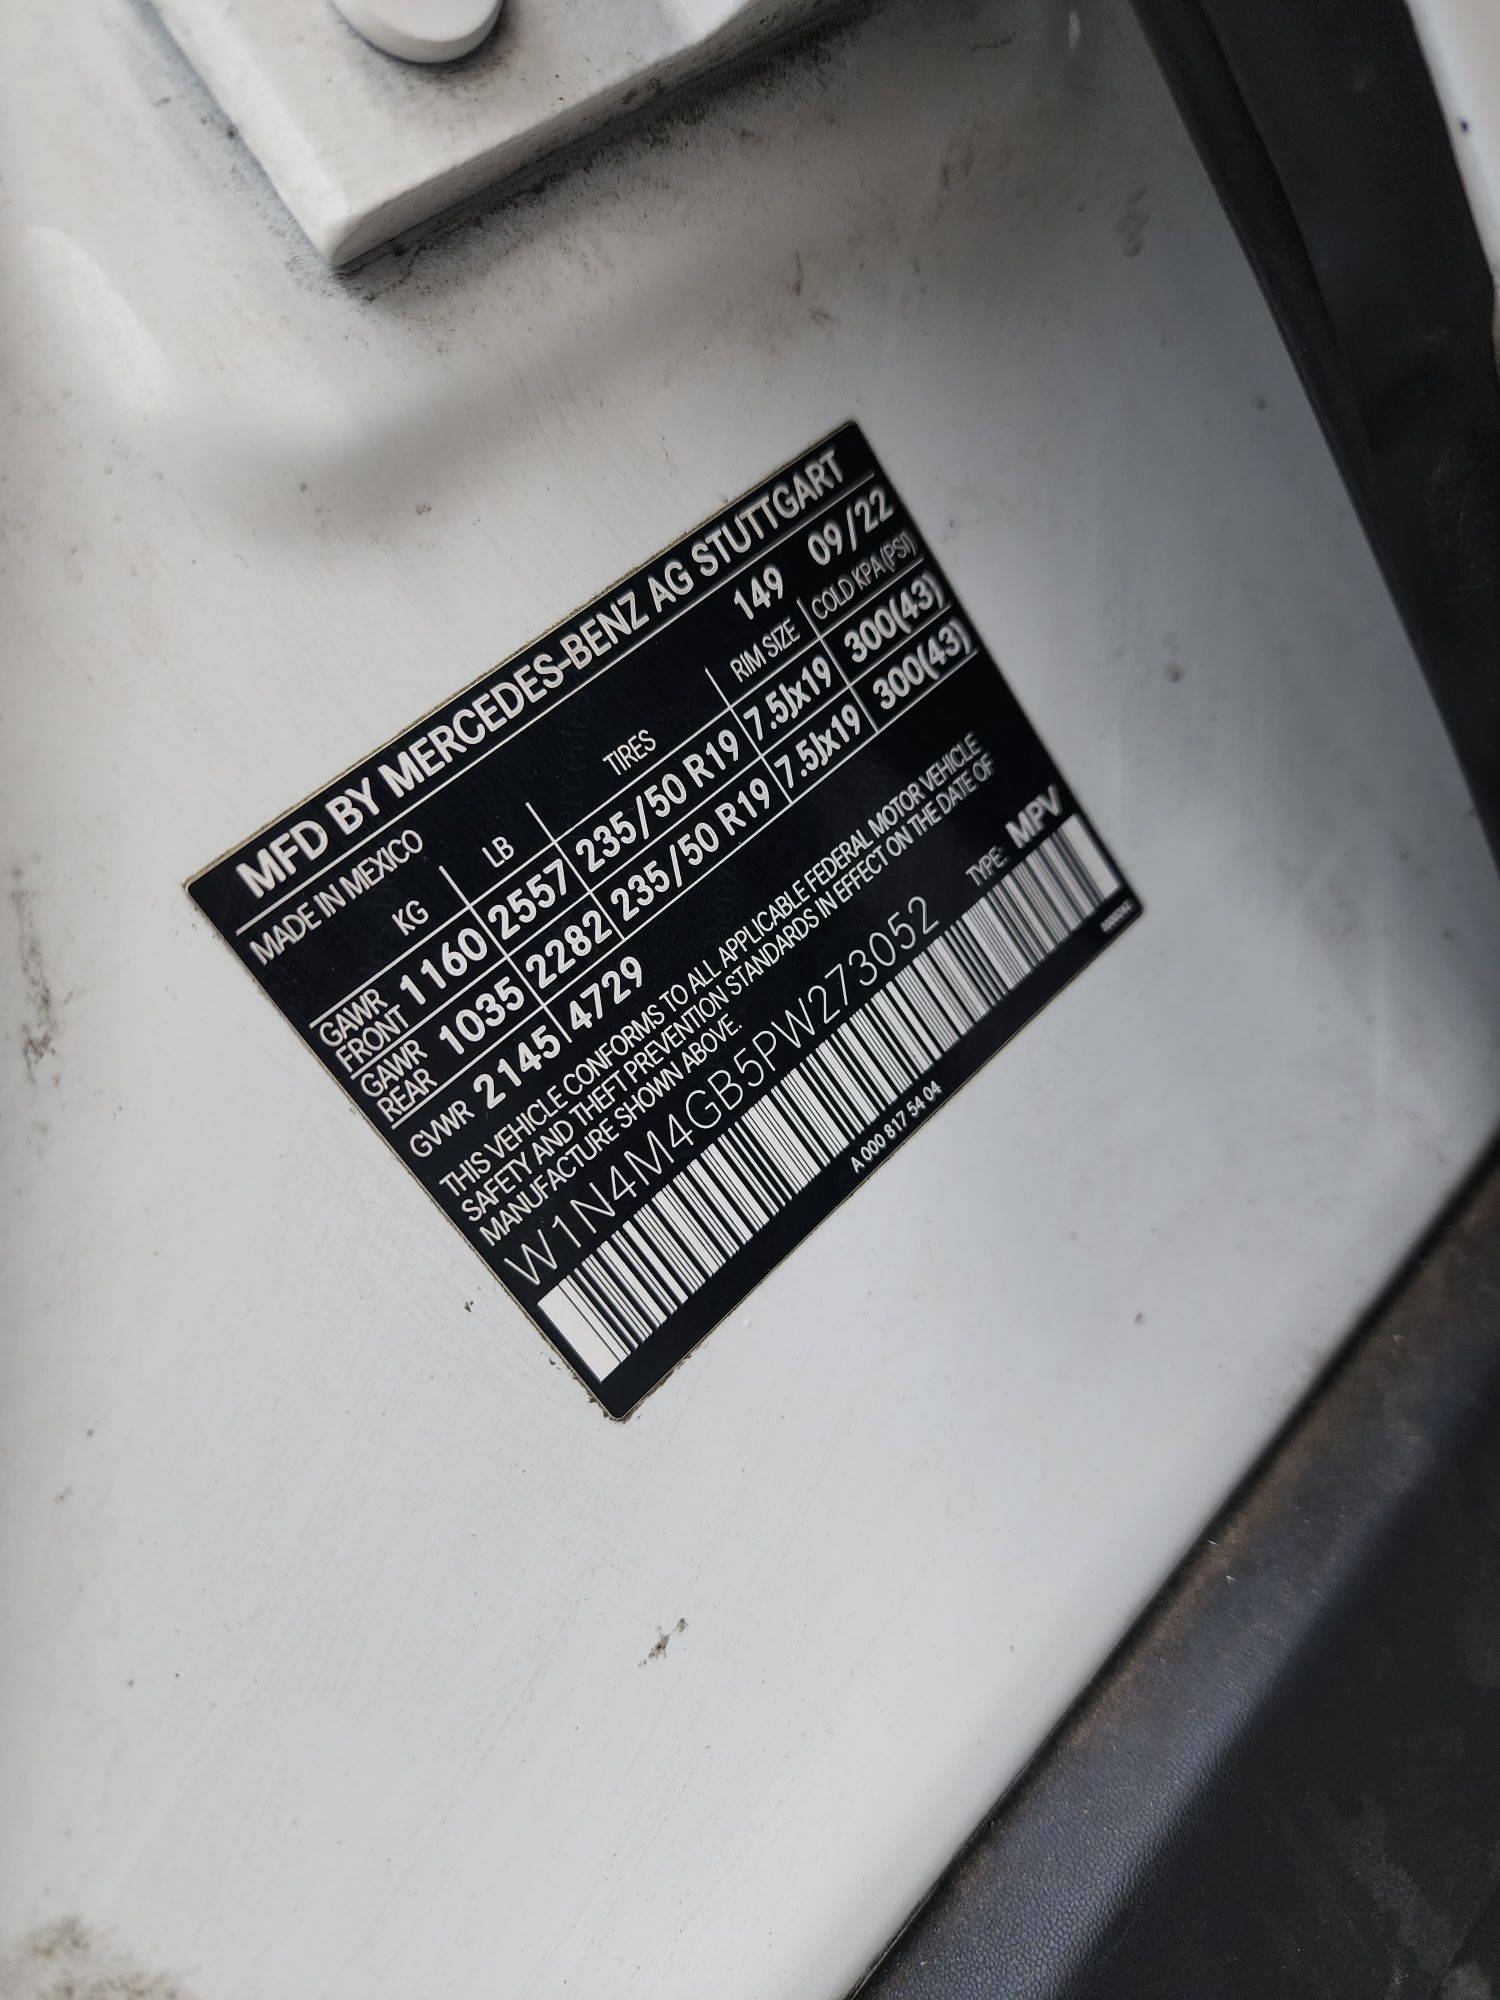 MFD BY MERCEDES-BENZ AG STUTTGART
MADE IN MEXICO 149 09/22
KG LB TIRES RIM SIZE COLD KPA(PSI)
GAWR FRONT 1160 2557 235/50 R19 7.5Jx19 300(43)
GAWR REAR 1035 2282 235/50 R19 7.5Jx19 300(43)
GVWR 2145 4729
THIS VEHICLE CONFORMS TO ALL APPLICABLE FEDERAL MOTOR VEHICLE
SAFETY AND THEFT PREVENTION STANDARDS IN EFFECT ON THE DATE OF
MANUFACTURE SHOWN ABOVE.
W1N4M4GB5PW273052 TYPE: MPV
A 000 817 54 04